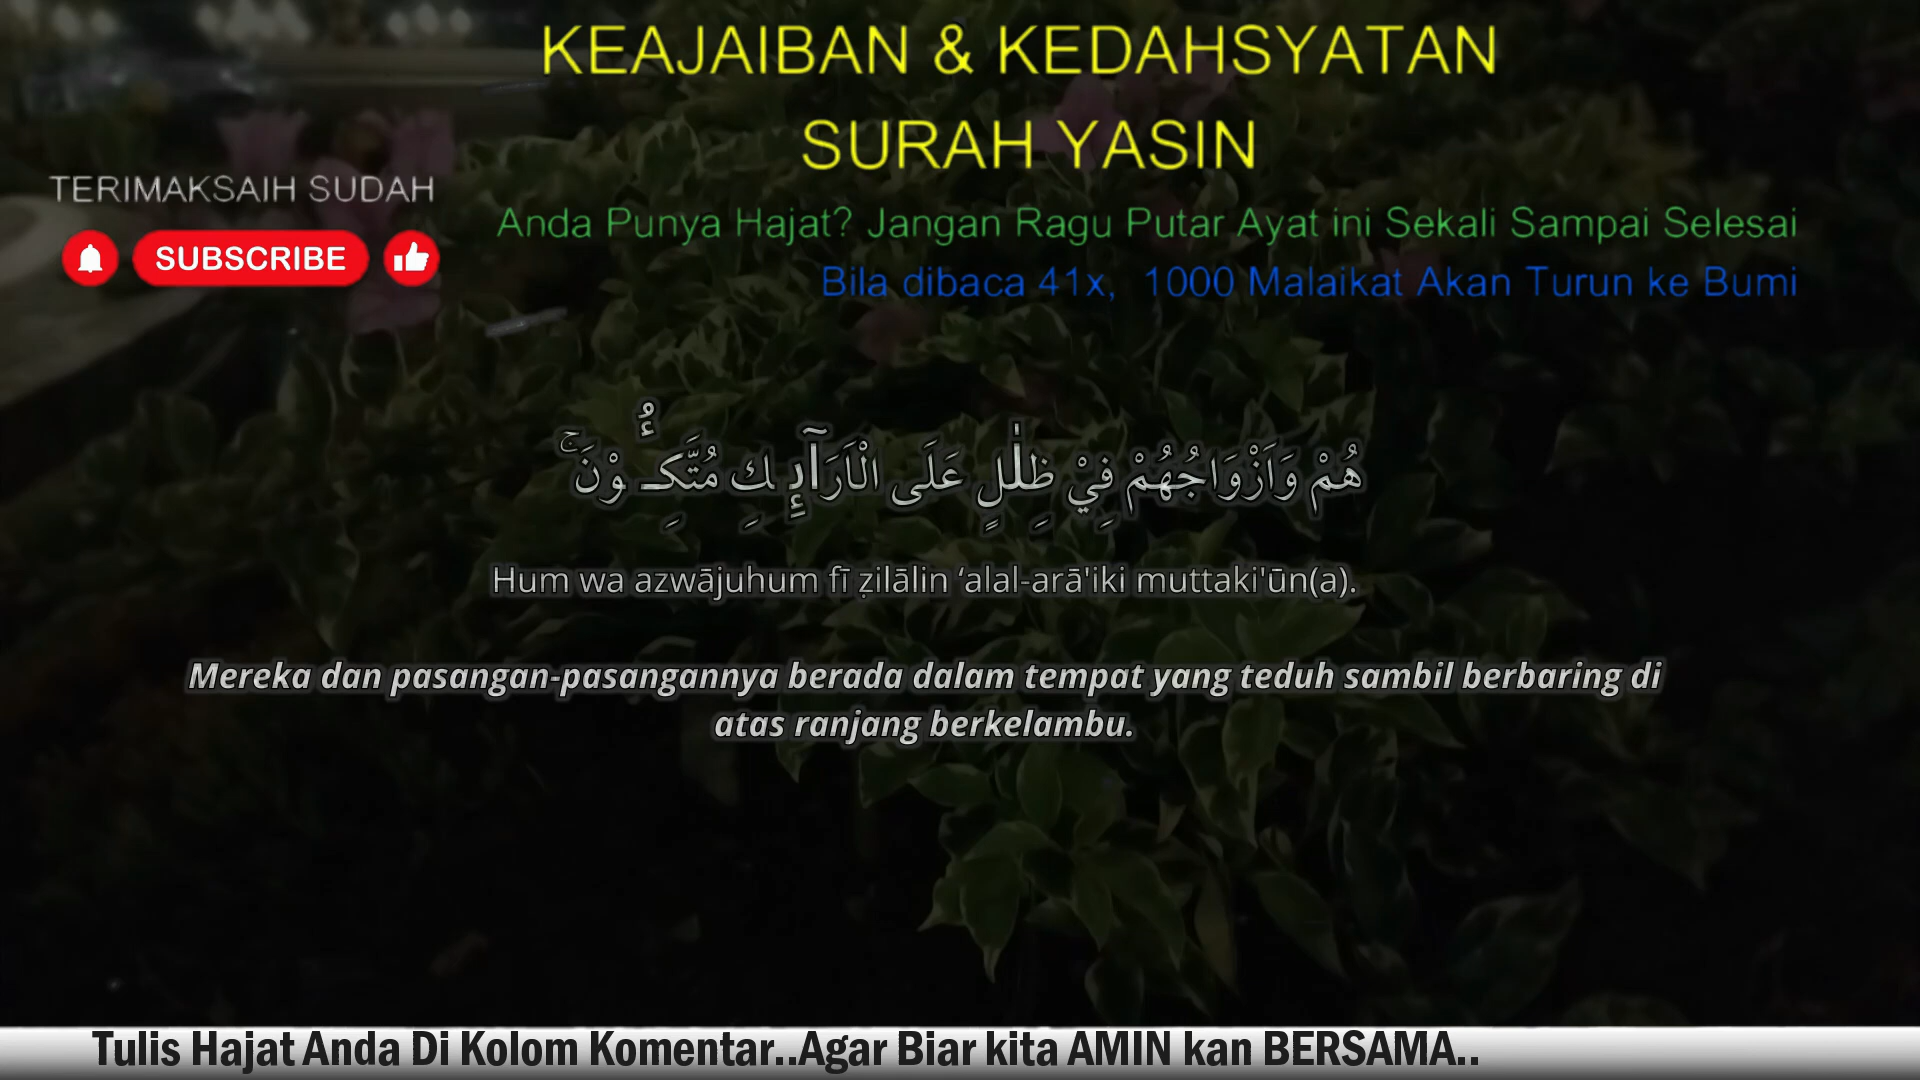 KEAJAIBAN & KEDAHSYATAN
SURAH YASIN
TERIMAKSAIH SUDAH
SUBSCRIBE
Anda Punya Hajat? Jangan Ragu Putar Ayat ini Sekali Sampai Selesai
Bila dibaca 41x, 1000 Malaikat Akan Turun ke Bumi
هُمْ وَاَزْوَاجُهُمْ فِيْ ظِلٰلٍ عَلَى الْاَرَاۤىِٕكِ مُتَّكِـُٔوْنَ ۚ
Hum wa azwājuhum fī ẓilālin ‘alal-arā'iki muttaki'ūn(a).
Mereka dan pasangan-pasangannya berada dalam tempat yang teduh sambil berbaring di
atas ranjang berkelambu.
Tulis Hajat Anda Di Kolom Komentar..Agar Biar kita AMIN kan BERSAMA..